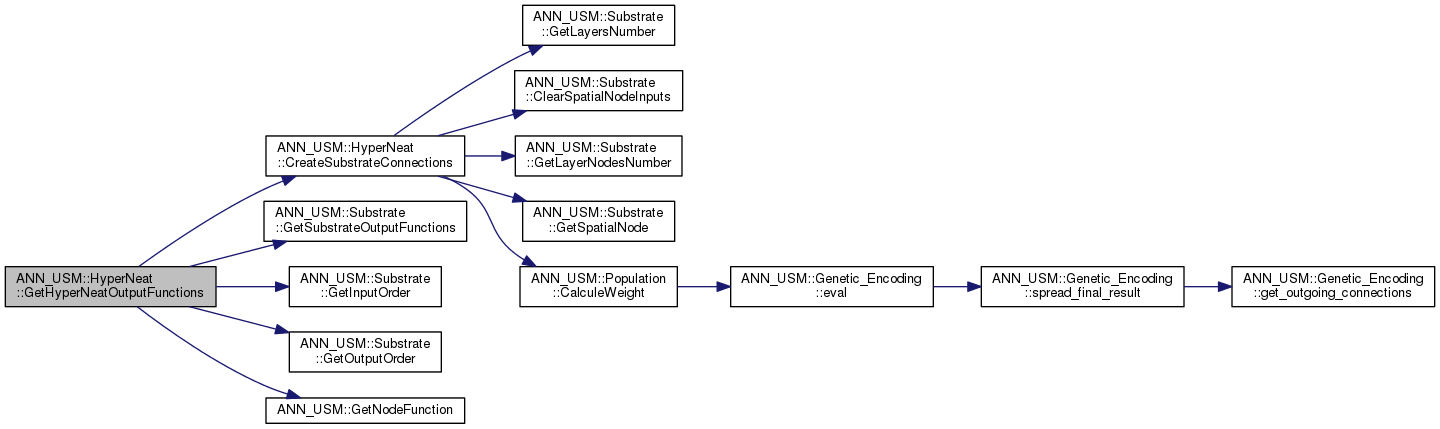 ANN_USM::Substrate
::GetLayersNumber
ANN_USM::Substrate
::ClearSpatialNodeInputs
ANN_USM::HyperNeat
::CreateSubstrateConnections
ANN_USM::Substrate
::GetLayerNodesNumber
ANN_USM::Substrate
::GetSubstrateOutputFunctions
ANN_USM::Substrate
::GetSpatialNode
ANN_USM::HyperNeat
::GetHyperNeatOutputFunctions
ANN_USM::Substrate
::GetInputOrder
ANN_USM::Population
::CalculeWeight
ANN_USM::Genetic_Encoding
::eval
ANN_USM::Genetic_Encoding
::spread_final_result
ANN_USM::Genetic_Encoding
::get_outgoing_connections
ANN_USM::Substrate
::GetOutputOrder
ANN_USM::GetNodeFunction